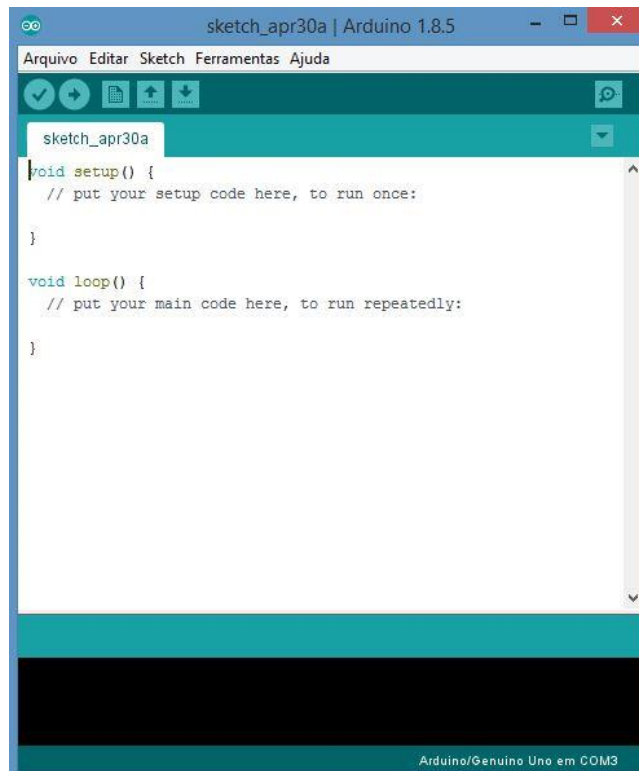 sketch_apr30a | Arduino 1.8.5
Arquivo Editar Sketch Ferramentas Ajuda
sketch_apr30a
void setup() {
// put your setup code here, to run once:
}
void loop() {
// put your main code here, to run repeatedly:
}
Arduino/Genuino Uno em COM3